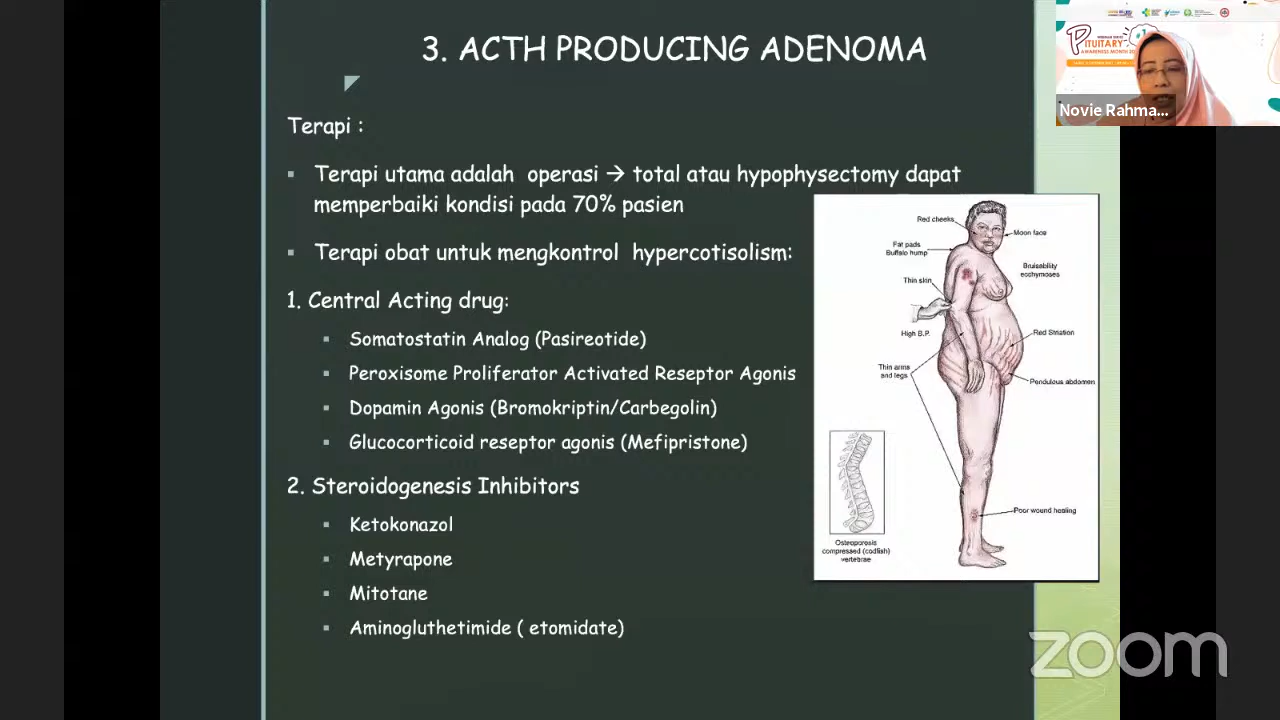 3. ACTH PRODUCING ADENOMA
Terapi :
Terapi utama adalah operasi → total atau hypophysectomy dapat
memperbaiki kondisi pada 70% pasien
Terapi obat untuk mengkontrol hypercotisolism:
1. Central Acting drug:
Somatostatin Analog (Pasireotide)
Peroxisome Proliferator Activated Reseptor Agonis
Dopamin Agonis (Bromokriptin/Carbegolin)
Glucocorticoid reseptor agonis (Mefipristone)
2. Steroidogenesis Inhibitors
Ketokonazol
Metyrapone
Mitotane
Aminogluthetimide ( etomidate)
Red cheeks
Moon face
Fat pads
Buffalo hump
Bruisability
ecchymoses
Thin skin
High B.P.
Red Striation
Thin arms
and legs
Pendulous abdomen
Poor wound healing
Osteoporosis
compressed (codfish)
vertebrae
PITUITARY
Novie Rahma...
zoom